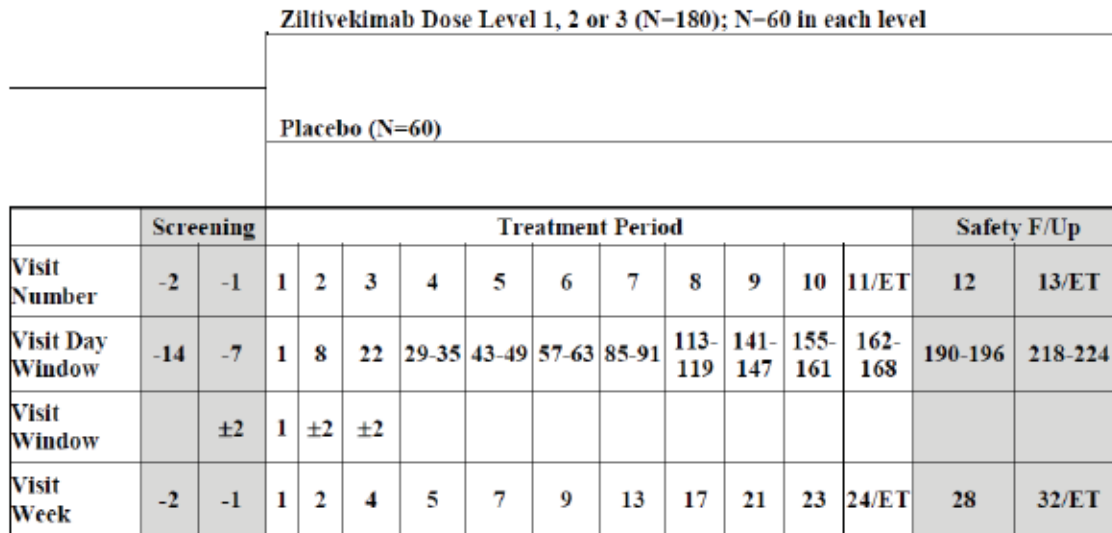 Ziltivekimab Dose Level 1, 2 or 3 (N−180); N−60 in each level
Placebo (N=60)
Screening Treatment Period Safety F/Up
Visit Number -2 -1 1 2 3 4 5 6 7 8 9 10 11/ET 12 13/ET
Visit Day Window -14 -7 1 8 22 29-35 43-49 57-63 85-91 113-119 141-147 155-161 162-168 190-196 218-224
Visit Window ±2 1 ±2 ±2
Visit Week -2 -1 1 2 4 5 7 9 13 17 21 23 24/ET 28 32/ET